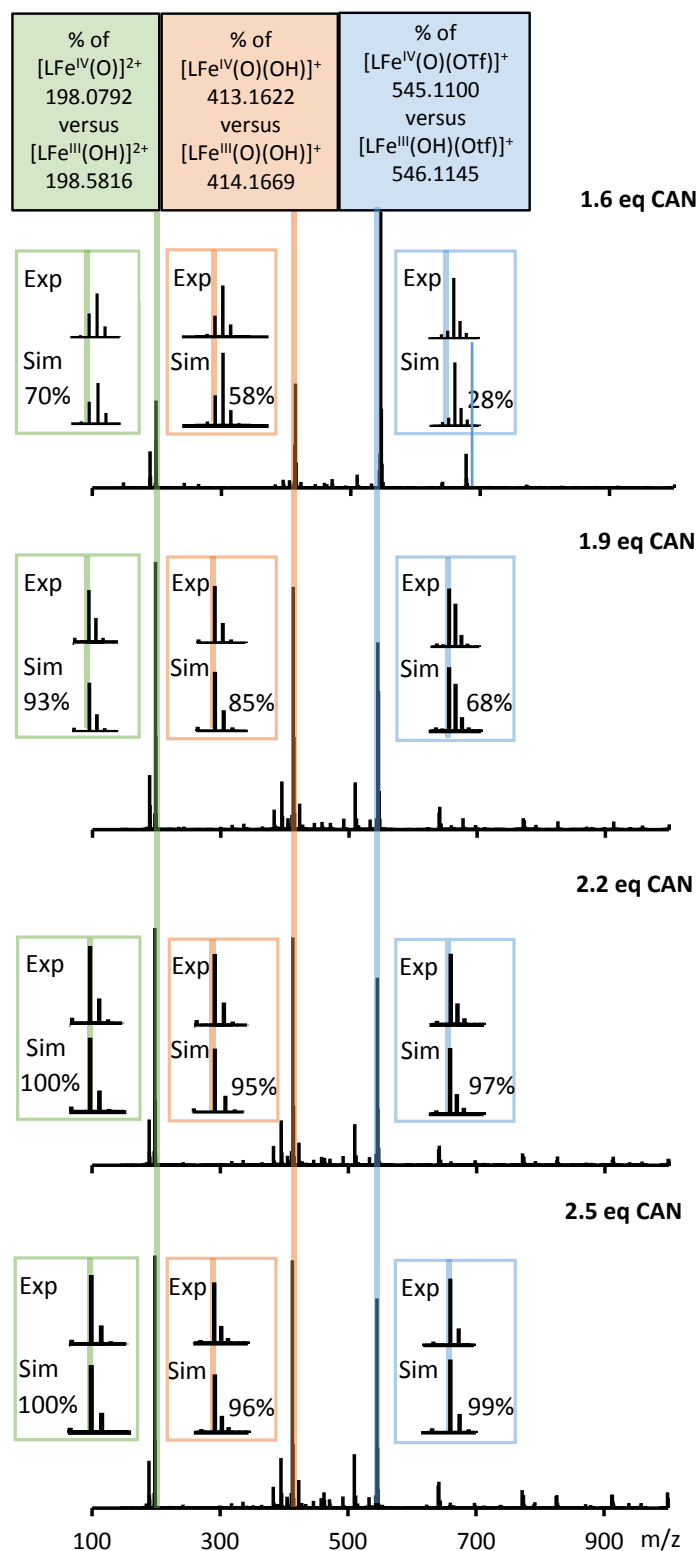 % of
[LFe^IV(O)]^2+
198.0792
versus
[LFe^III(OH)]^2+
198.5816
% of
[LFe^IV(O)(OH)]^+
413.1622
versus
[LFe^III(O)(OH)]^+
414.1669
% of
[LFe^IV(O)(OTf)]^+
545.1100
versus
[LFe^III(OH)(Otf)]^+
546.1145
1.6 eq CAN
Exp
Sim
70%
Exp
Sim
58%
Exp
Sim
28%
1.9 eq CAN
Exp
Sim
93%
Exp
Sim
85%
Exp
Sim
68%
2.2 eq CAN
Exp
Sim
100%
Exp
Sim
95%
Exp
Sim
97%
2.5 eq CAN
Exp
Sim
100%
Exp
Sim
96%
Exp
Sim
99%
100 300 500 700 900 m/z